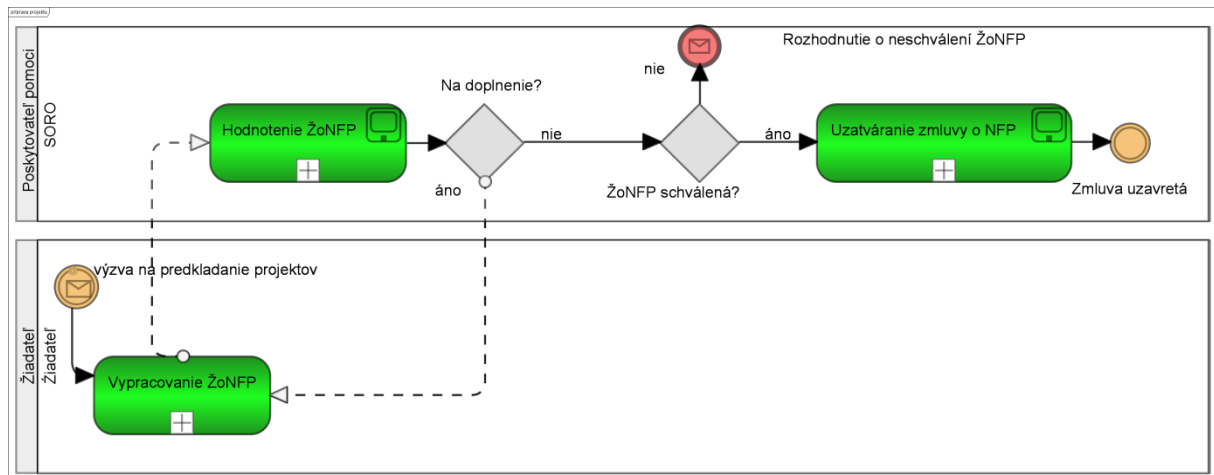 príprava projektu
Poskytovateľ pomoci
SORO
Hodnotenie ŽoNFP
Na doplnenie?
nie
áno
nie
Rozhodnutie o neschválení ŽoNFP
ŽoNFP schválená?
áno
Uzatváranie zmluvy o NFP
Zmluva uzavretá
Žiadateľ
Žiadateľ
výzva na predkladanie projektov
Vypracovanie ŽoNFP